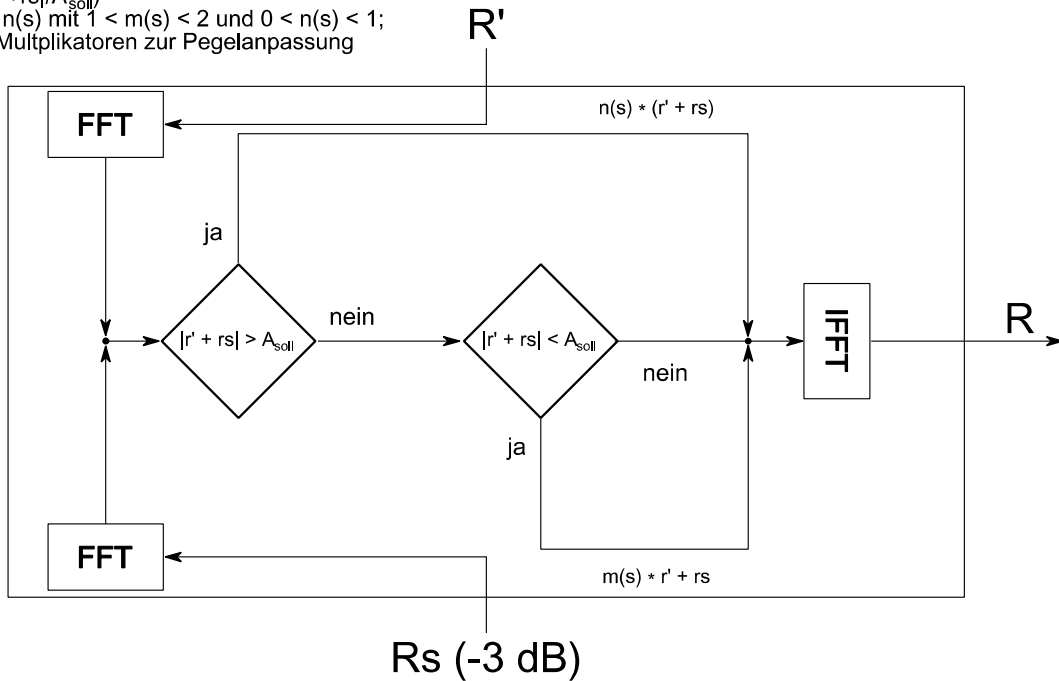 n(s) mit 1 < m(s) < 2 und 0 < n(s) < 1;
Multplikatoren zur Pegelanpassung
R'
FFT
n(s) * (r' + rs)
ja
|r' + rs| > Asoll
nein
|r' + rs| < Asoll
nein
IFFT
R
ja
FFT
m(s) * r' + rs
Rs (-3 dB)